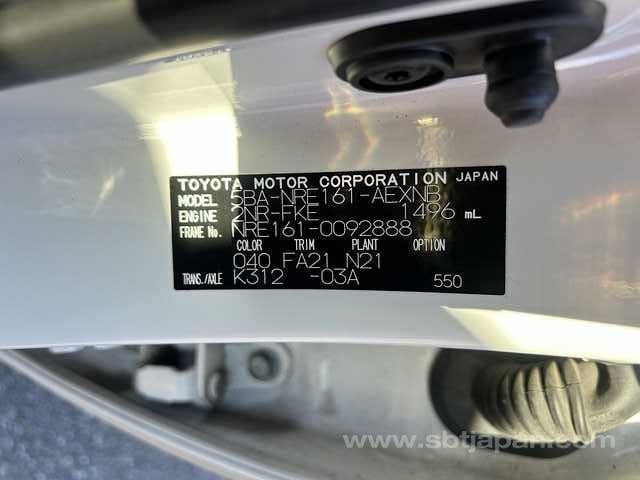 TOYOTA MOTOR CORPORATION JAPAN
MODEL 5BA-NRE161-AEXNB
ENGINE 2NR-FKE 1496 mL
FRAME No. NRE161-0092888
COLOR TRIM PLANT OPTION
040 FA21 N21
TRANS./AXLE K312 -03A 550
www.sbtjapan.com